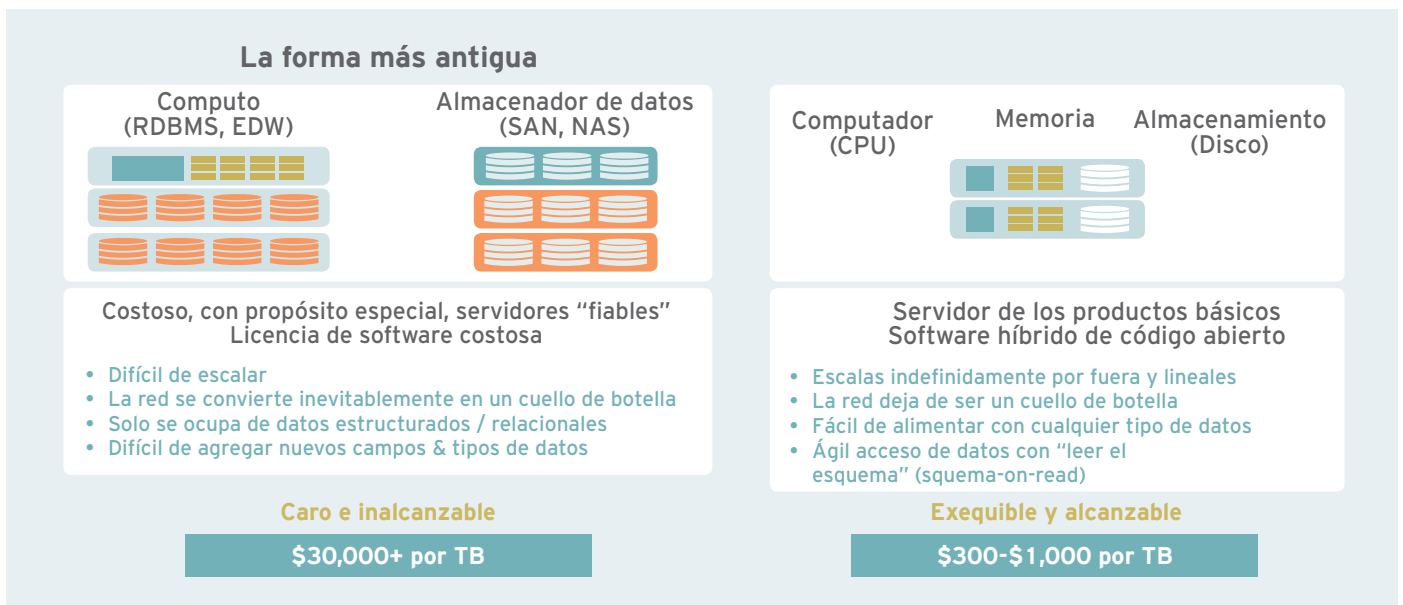 La forma más antigua
Computo
(RDBMS, EDW)
Almacenador de datos
(SAN, NAS)
Costoso, con propósito especial, servidores “fiables”
Licencia de software costosa
• Difícil de escalar
• La red se convierte inevitablemente en un cuello de botella
• Solo se ocupa de datos estructurados / relacionales
• Difícil de agregar nuevos campos & tipos de datos
Caro e inalcanzable
$30,000+ por TB
Computador
(CPU)
Memoria
Almacenamiento
(Disco)
Servidor de los productos básicos
Software híbrido de código abierto
• Escalas indefinidamente por fuera y lineales
• La red deja de ser un cuello de botella
• Fácil de alimentar con cualquier tipo de datos
• Ágil acceso de datos con “leer el
esquema” (squema-on-read)
Exequible y alcanzable
$300-$1,000 por TB